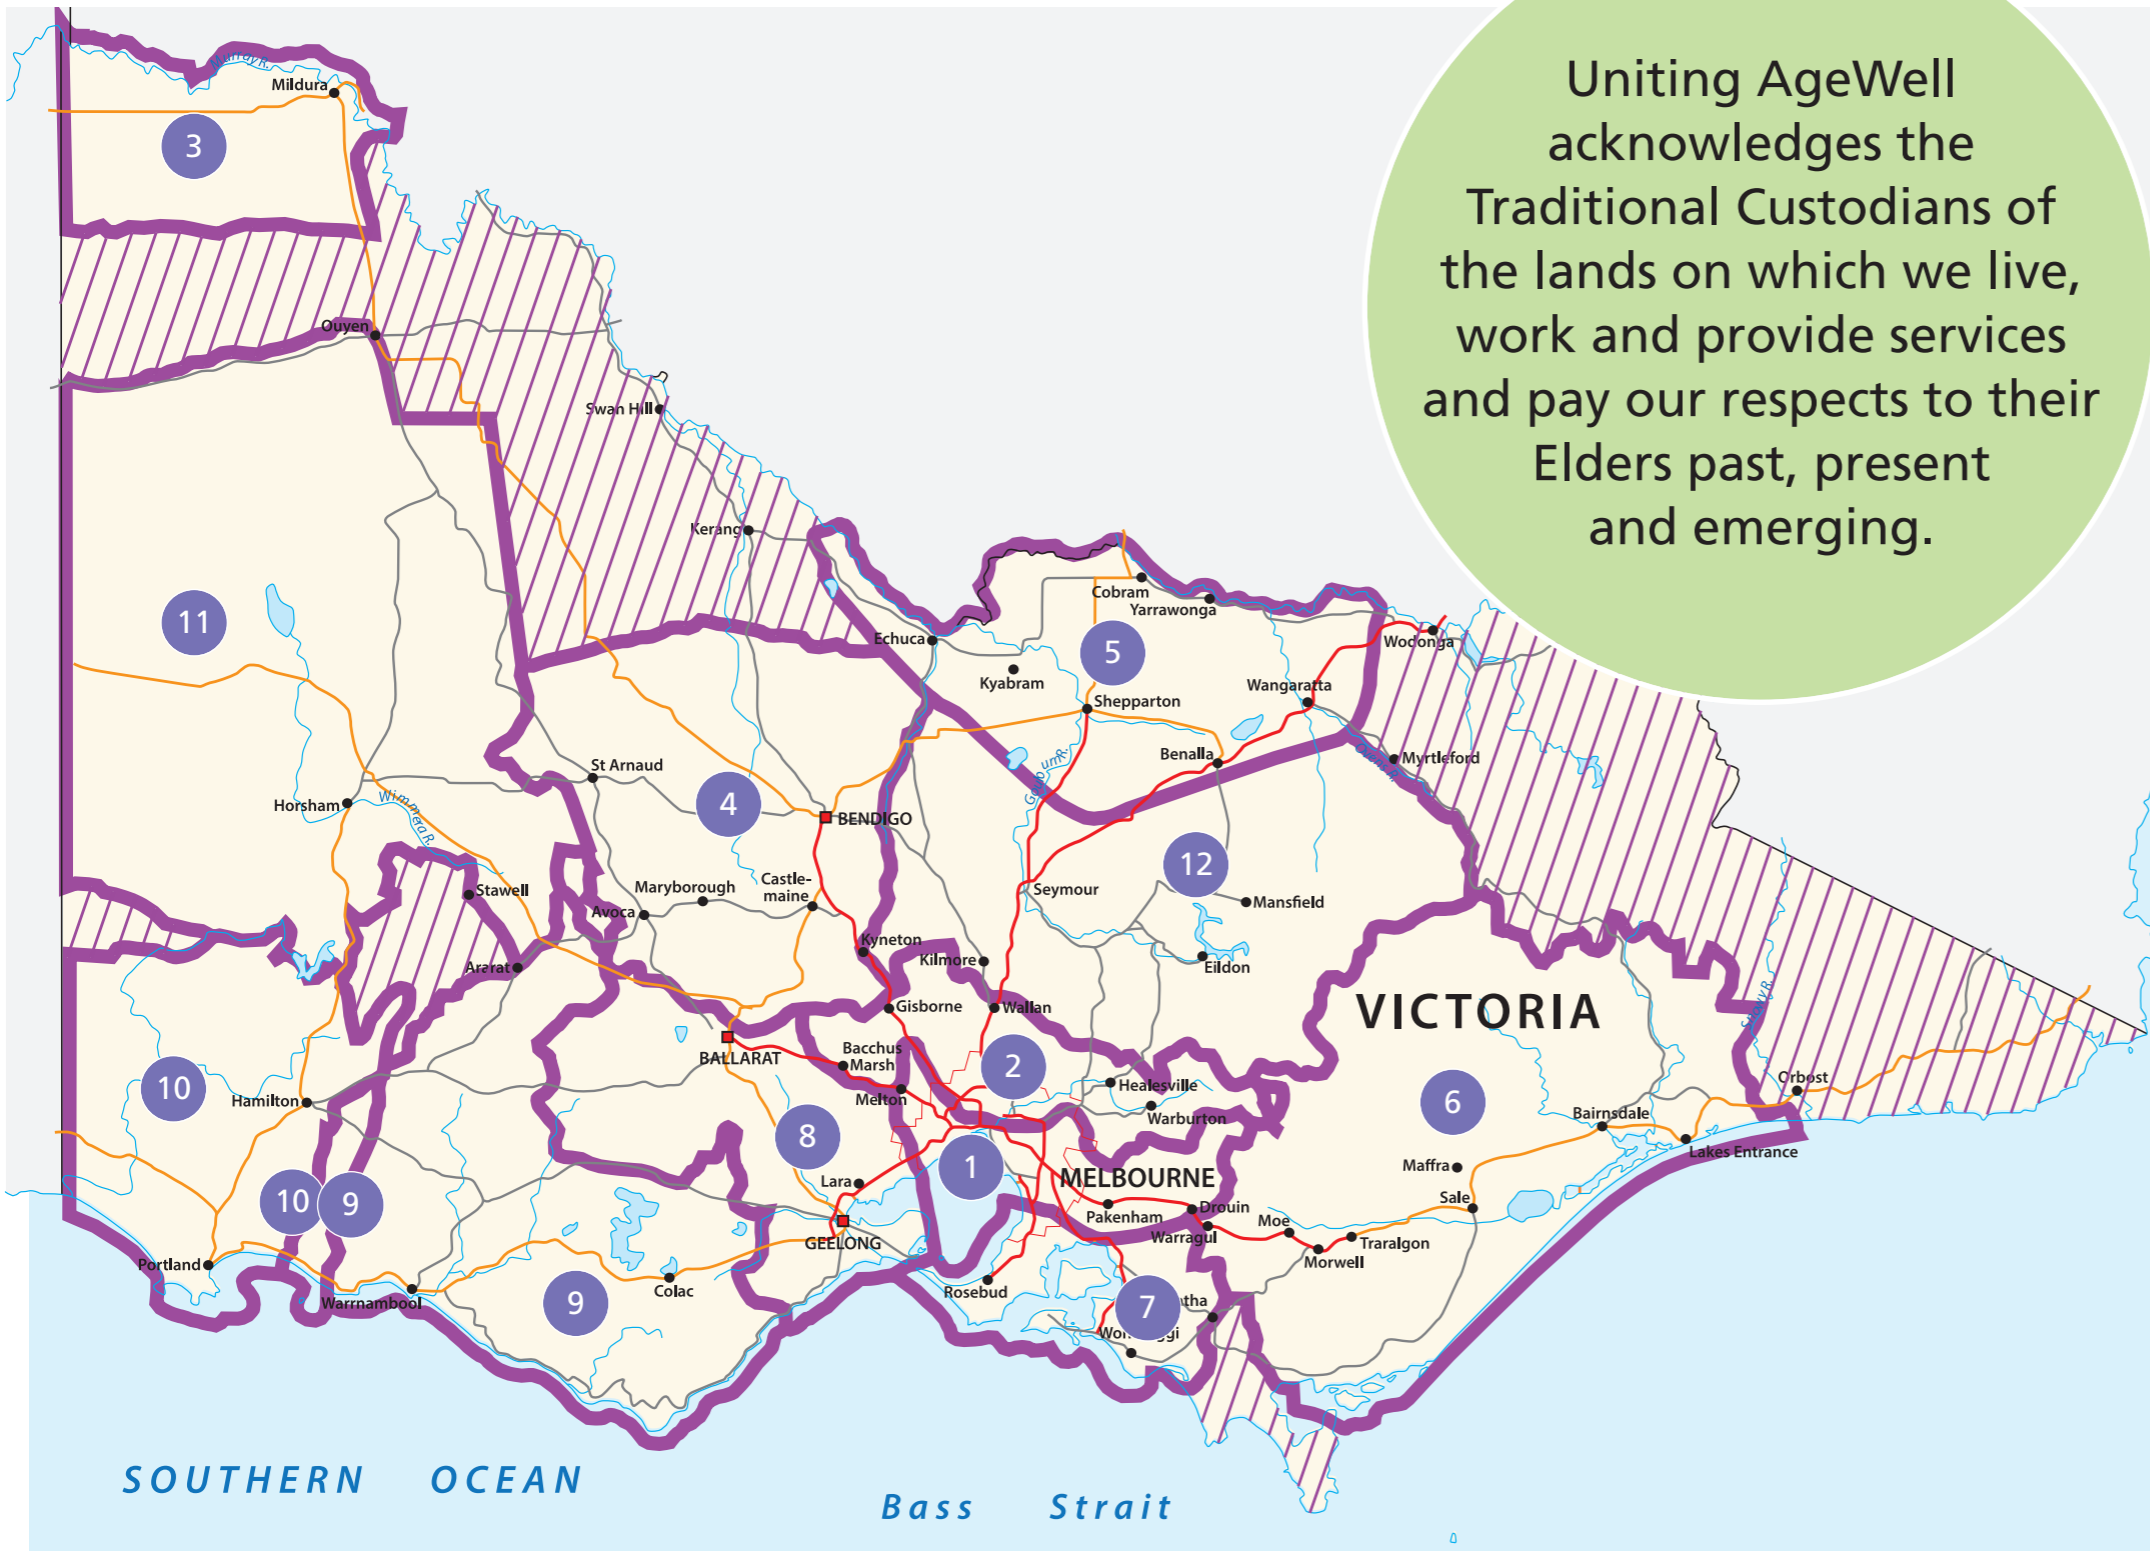 Uniting AgeWell
acknowledges the
Traditional Custodians of
the lands on which we live,
work and provide services
and pay our respects to their
Elders past, present
and emerging.
Murray R.
Mildura
3
Ouyen
Swan Hill
Kerang
Cobram
Yarrawonga
11
Echuca
5
Wodonga
Kyabram
Wangaratta
Shepparton
Benalla
Myrtleford
Ovens R.
St Arnaud
Horsham
Wimmera R.
4
BENDIGO
12
Stawell
Maryborough
Castle-
maine
Seymour
Mansfield
Avoca
Kyneton
Kilmore
Ararat
Eildon
Gisborne
Wallan
VICTORIA
BALLARAT
Bacchus
Marsh
2
10
Hamilton
Melton
Healesville
Warburton
6
Orbost
Bairnsdale
8
Lakes Entrance
1
MELBOURNE
Maffra
Lara
10
9
Pakenham
Drouin
Sale
Moe
Warragul
GEELONG
Traralgon
Morwell
Portland
Colac
Rosebud
Warrnambool
9
7
SOUTHERN OCEAN
Bass Strait